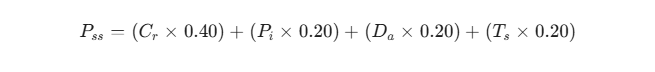 P_ss = (C_r × 0.40) + (P_i × 0.20) + (D_a × 0.20) + (T_s × 0.20)